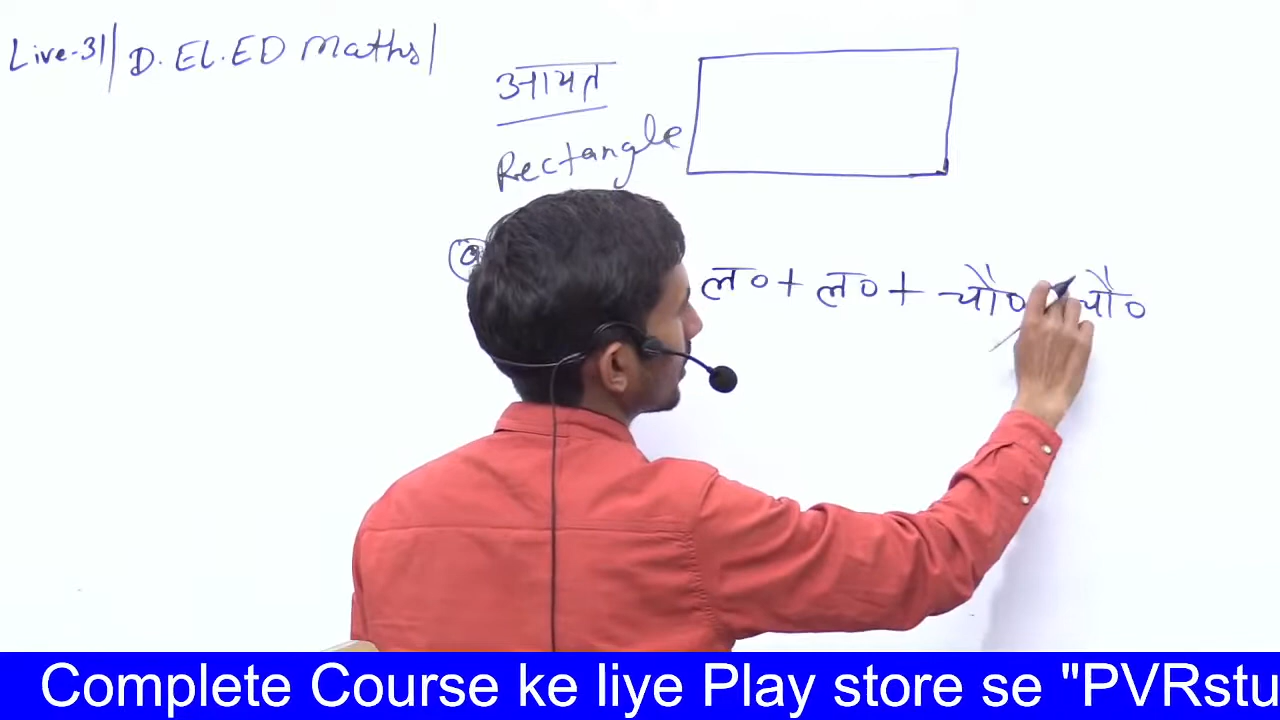 Live-31| D. EL. ED Maths|
आयत
Rectangle
ल० + ल० + चौ० चौ०
Complete Course ke liye Play store se "PVRstu